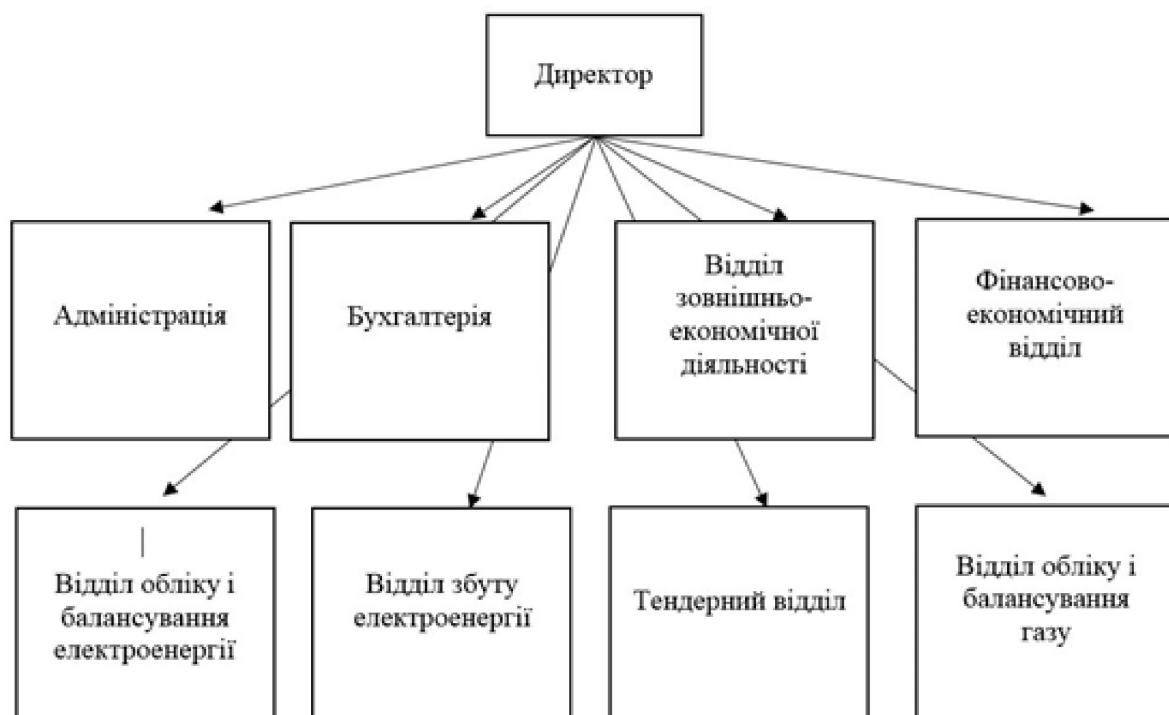 Директор
Адміністрація
Бухгалтерія
Відділ
зовнішньо-
економічної
діяльності
Фінансово-
економічний
відділ
Відділ обліку і
балансування
електроенергії
Відділ збуту
електроенергії
Тендерний відділ
Відділ обліку і
балансування
газу